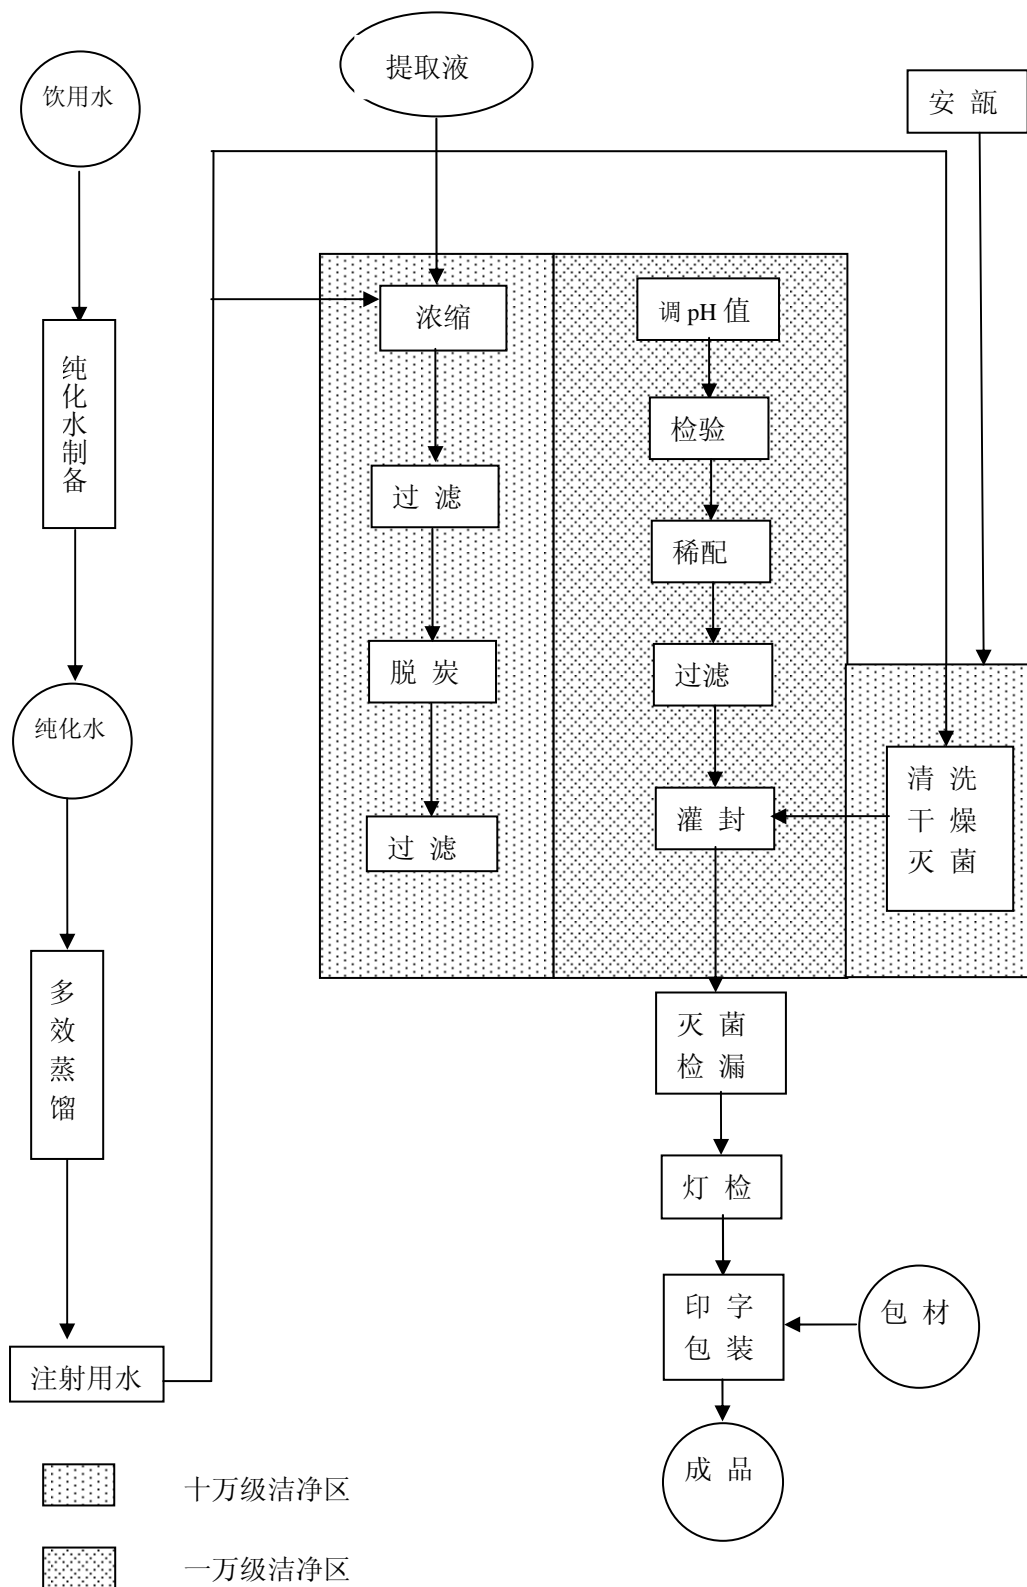 提取液
饮用水
安 瓿
浓缩
调 pH 值
纯
化
水
制
备
检验
过 滤
稀配
脱 炭
过滤
纯化水
清 洗
干 燥
灭 菌
灌 封
过 滤
多
效
蒸
馏
灭 菌
检 漏
灯 检
印 字
包 装
包 材
注射用水
成 品
十万级洁净区
一万级洁净区